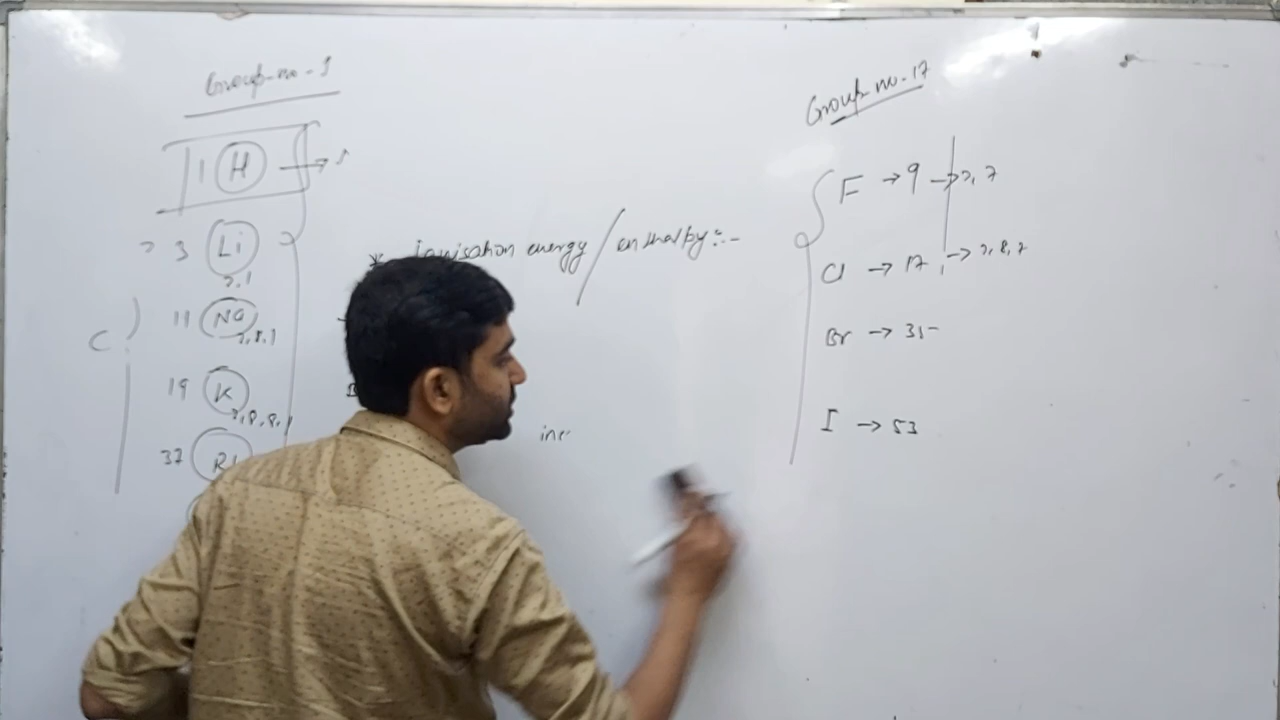 Group no - 1
1 H → s
3 Li
2,1
11 Na
2,8,1
19 K
2,8,8,1
37
* Ionisation energy / enthalpy :-
Group no - 17
F → 9 → 2, 7
Cl → 17 → 2, 8, 7
Br → 35
I → 53